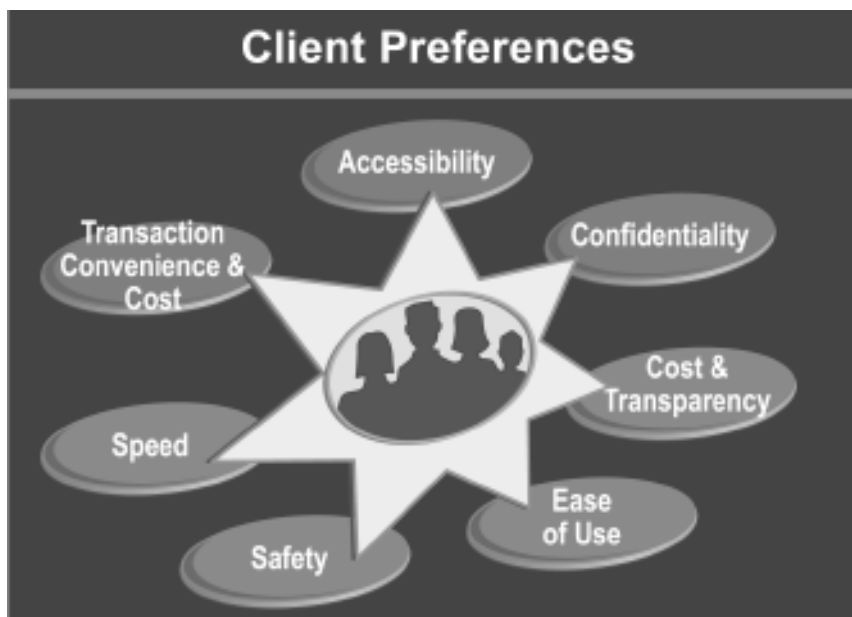 Client Preferences
Accessibility
Confidentiality
Cost &
Transparency
Ease
of Use
Safety
Speed
Transaction
Convenience &
Cost